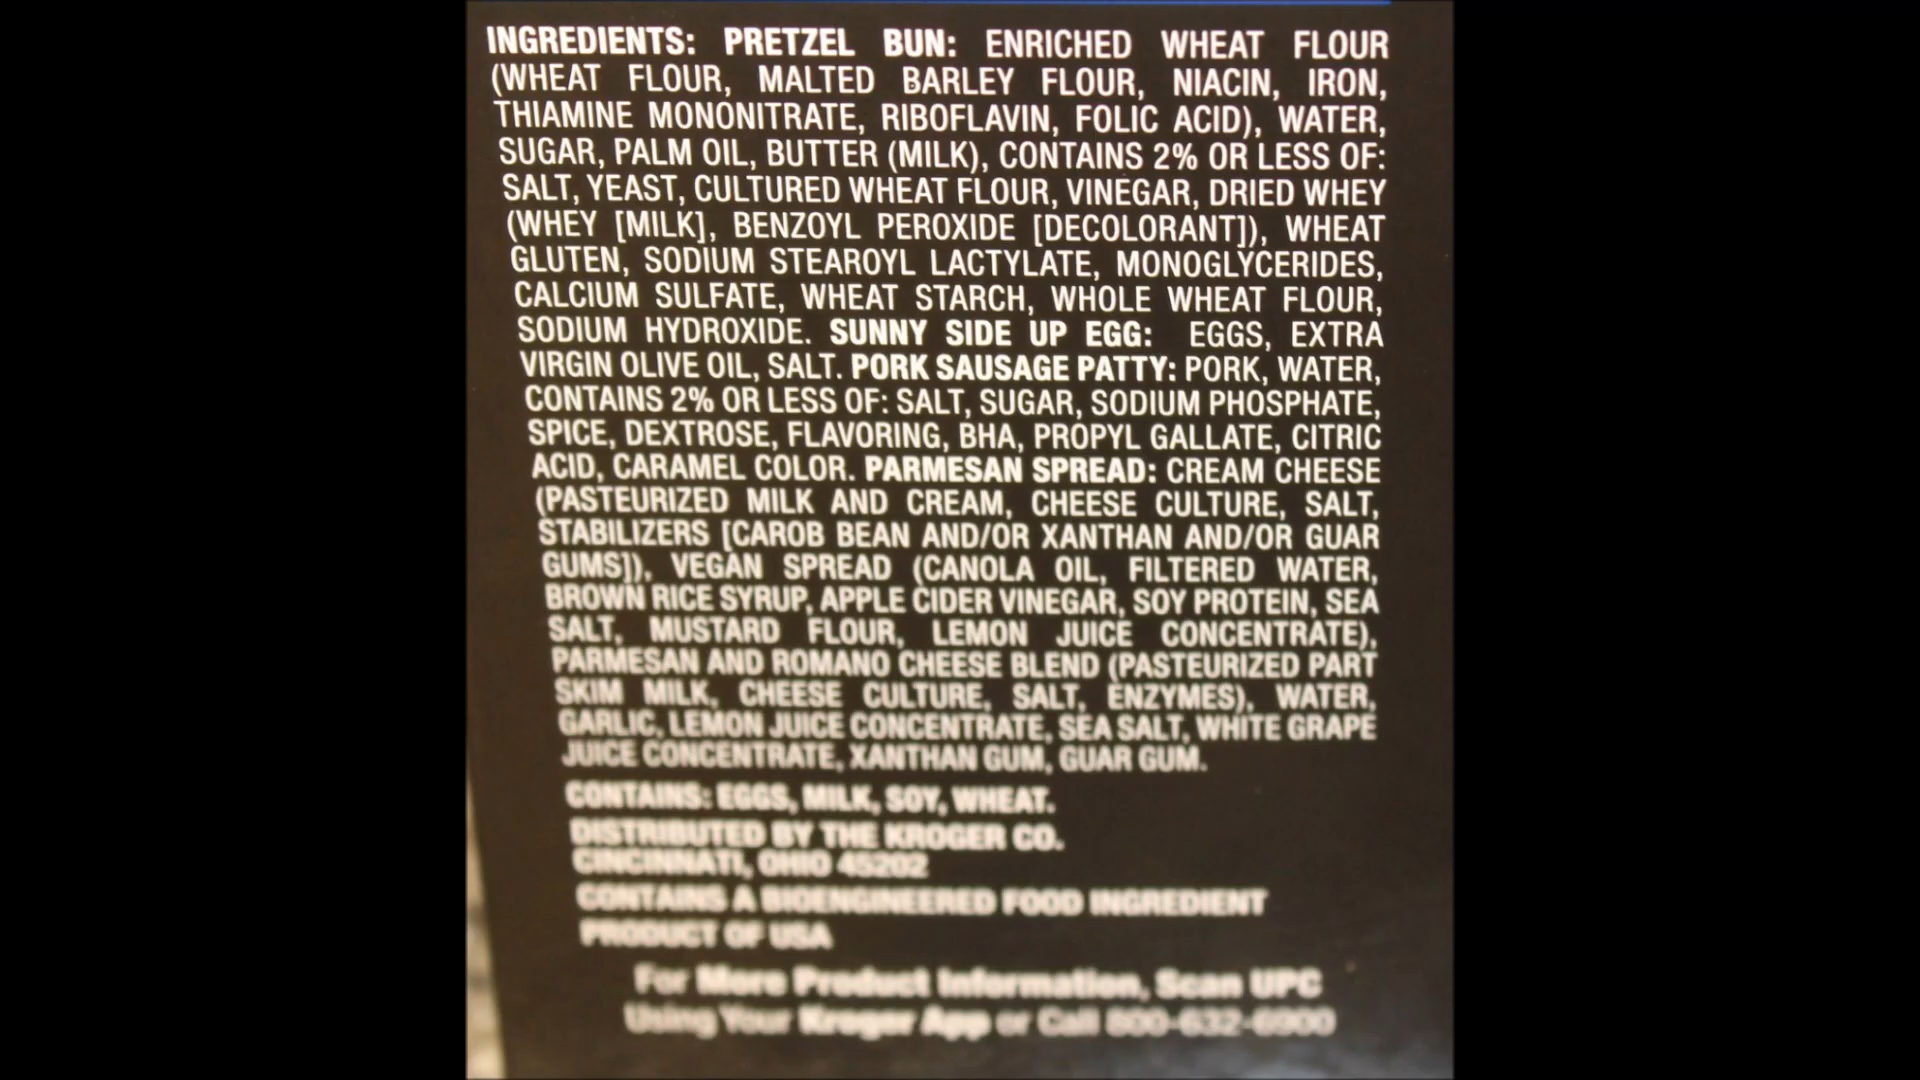 INGREDIENTS: PRETZEL BUN: ENRICHED WHEAT FLOUR
(WHEAT FLOUR, MALTED BARLEY FLOUR, NIACIN, IRON,
THIAMINE MONONITRATE, RIBOFLAVIN, FOLIC ACID), WATER,
SUGAR, PALM OIL, BUTTER (MILK), CONTAINS 2% OR LESS OF:
SALT, YEAST, CULTURED WHEAT FLOUR, VINEGAR, DRIED WHEY
(WHEY [MILK], BENZOYL PEROXIDE [DECOLORANT]), WHEAT
GLUTEN, SODIUM STEAROYL LACTYLATE, MONOGLYCERIDES,
CALCIUM SULFATE, WHEAT STARCH, WHOLE WHEAT FLOUR,
SODIUM HYDROXIDE. SUNNY SIDE UP EGG: EGGS, EXTRA
VIRGIN OLIVE OIL, SALT. PORK SAUSAGE PATTY: PORK, WATER,
CONTAINS 2% OR LESS OF: SALT, SUGAR, SODIUM PHOSPHATE,
SPICE, DEXTROSE, FLAVORING, BHA, PROPYL GALLATE, CITRIC
ACID, CARAMEL COLOR. PARMESAN SPREAD: CREAM CHEESE
(PASTEURIZED MILK AND CREAM, CHEESE CULTURE, SALT,
STABILIZERS [CAROB BEAN AND/OR XANTHAN AND/OR GUAR
GUMS]), VEGAN SPREAD (CANOLA OIL, FILTERED WATER,
BROWN RICE SYRUP, APPLE CIDER VINEGAR, SOY PROTEIN, SEA
SALT, MUSTARD FLOUR, LEMON JUICE CONCENTRATE),
PARMESAN AND ROMANO CHEESE BLEND (PASTEURIZED PART
SKIM MILK, CHEESE CULTURE, SALT, ENZYMES), WATER,
GARLIC, LEMON JUICE CONCENTRATE, SEA SALT, WHITE GRAPE
JUICE CONCENTRATE, XANTHAN GUM, GUAR GUM.
CONTAINS: EGGS, MILK, SOY, WHEAT.
DISTRIBUTED BY THE KROGER CO.
CINCINNATI, OHIO 45202
CONTAINS A BIOENGINEERED FOOD INGREDIENT
PRODUCT OF USA
For More Product Information, Scan UPC
Using Your Kroger App or Call 800-632-6900